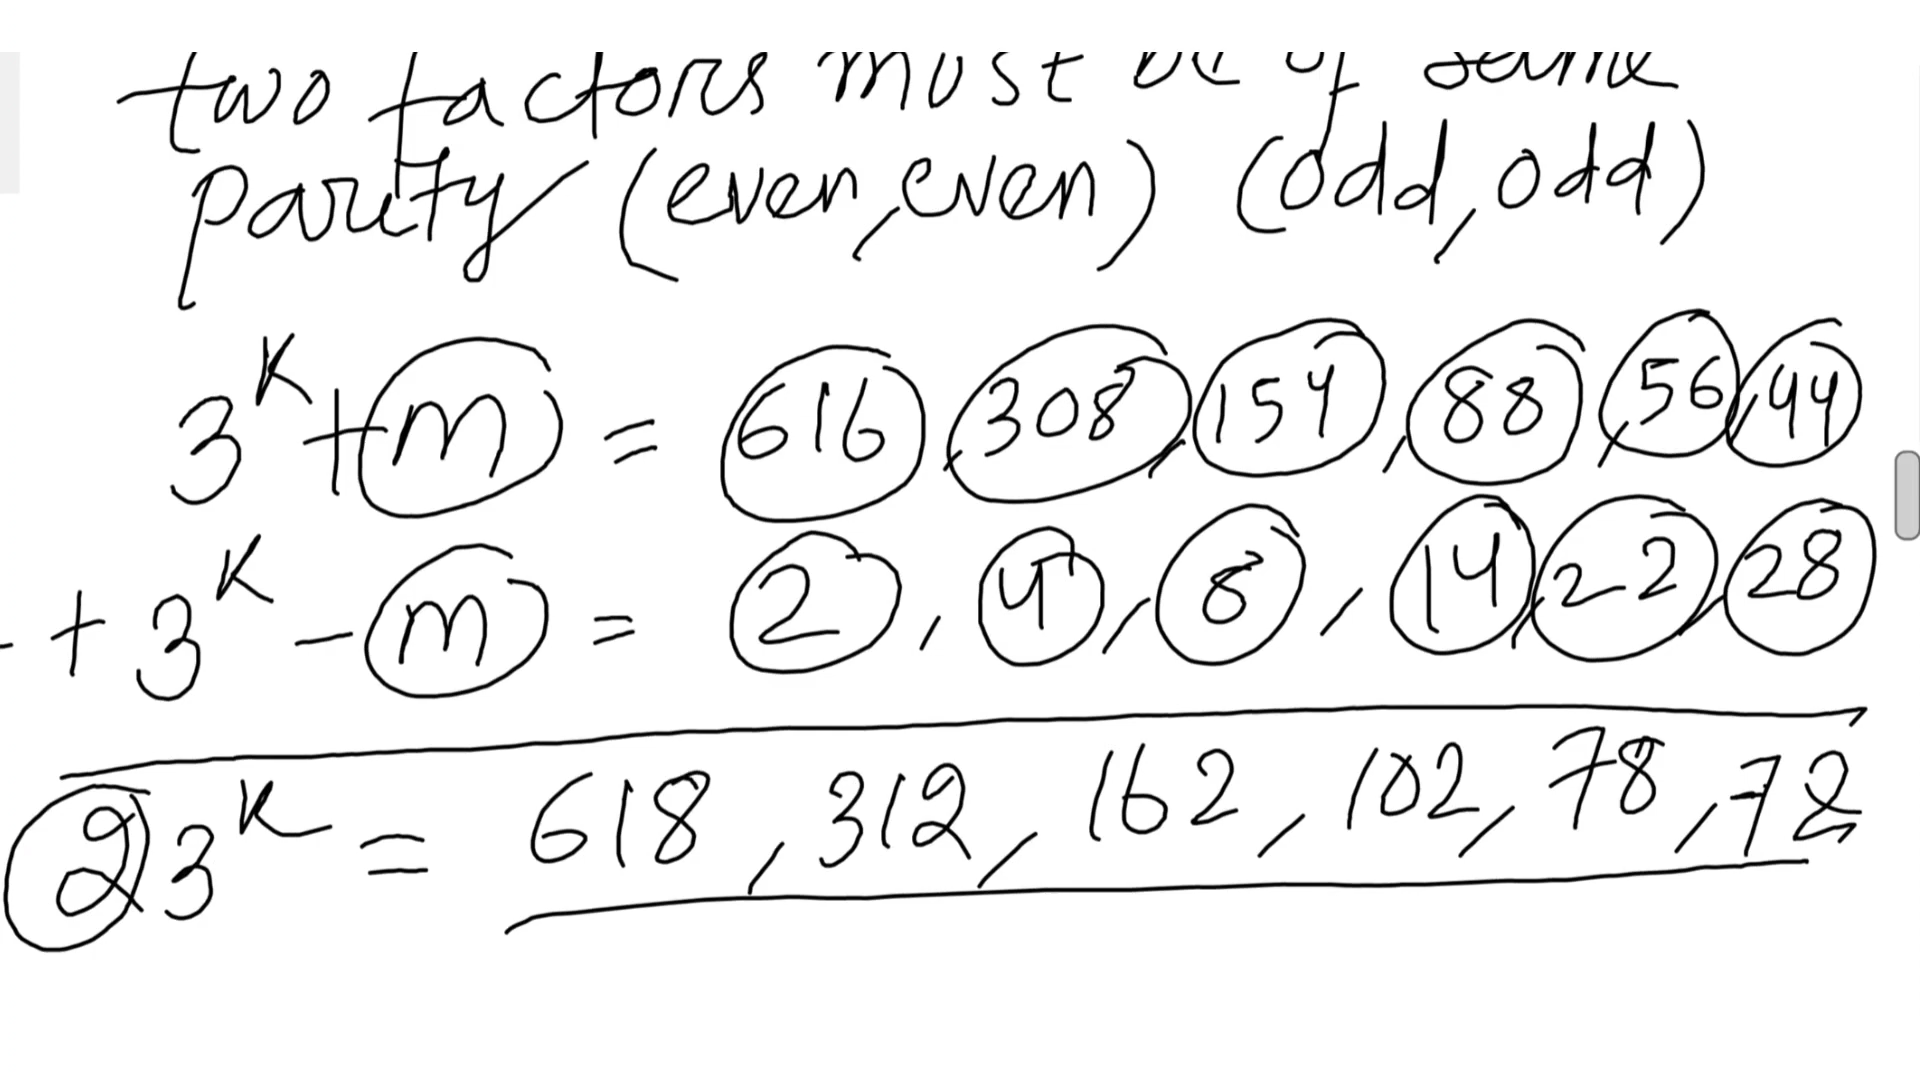 two factors must be of same
parity (even, even) (odd, odd)
3^k + m = 616, 308, 154, 88, 56, 44
+ 3^k - m = 2, 4, 8, 14, 22, 28
2 3^k = 618, 312, 162, 102, 78, 72